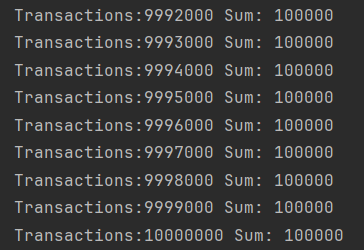 Transactions:9992000 Sum: 100000
Transactions:9993000 Sum: 100000
Transactions:9994000 Sum: 100000
Transactions:9995000 Sum: 100000
Transactions:9996000 Sum: 100000
Transactions:9997000 Sum: 100000
Transactions:9998000 Sum: 100000
Transactions:9999000 Sum: 100000
Transactions:10000000 Sum: 100000